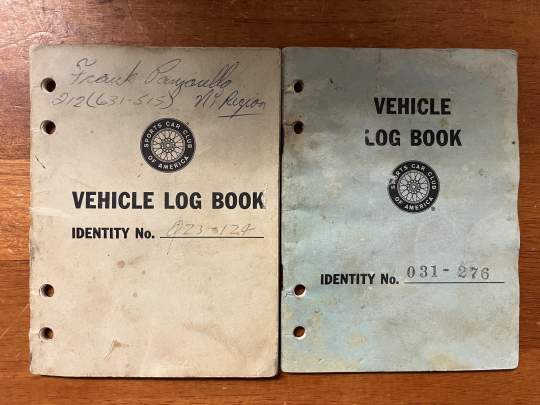 Frank
N.Y Region
SPORTS CAR CLUB
OF AMERICA
VEHICLE LOG BOOK
IDENTITY No.
VEHICLE
LOG BOOK
SPORTS CAR CLUB
OF AMERICA
IDENTITY No. 031-276